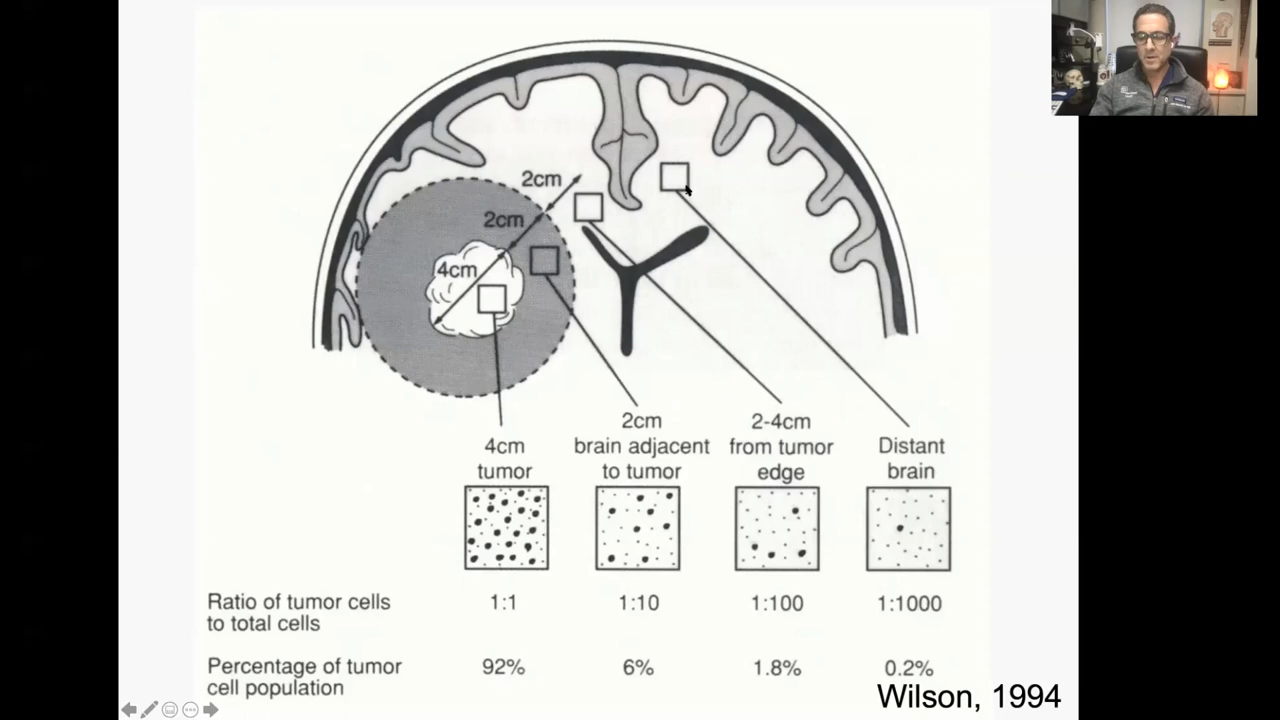 2cm
2cm
4cm
4cm
tumor
2cm
brain adjacent
to tumor
2-4cm
from tumor
edge
Distant
brain
Ratio of tumor cells
to total cells
1:1
1:10
1:100
1:1000
Percentage of tumor
cell population
92%
6%
1.8%
0.2%
Wilson, 1994